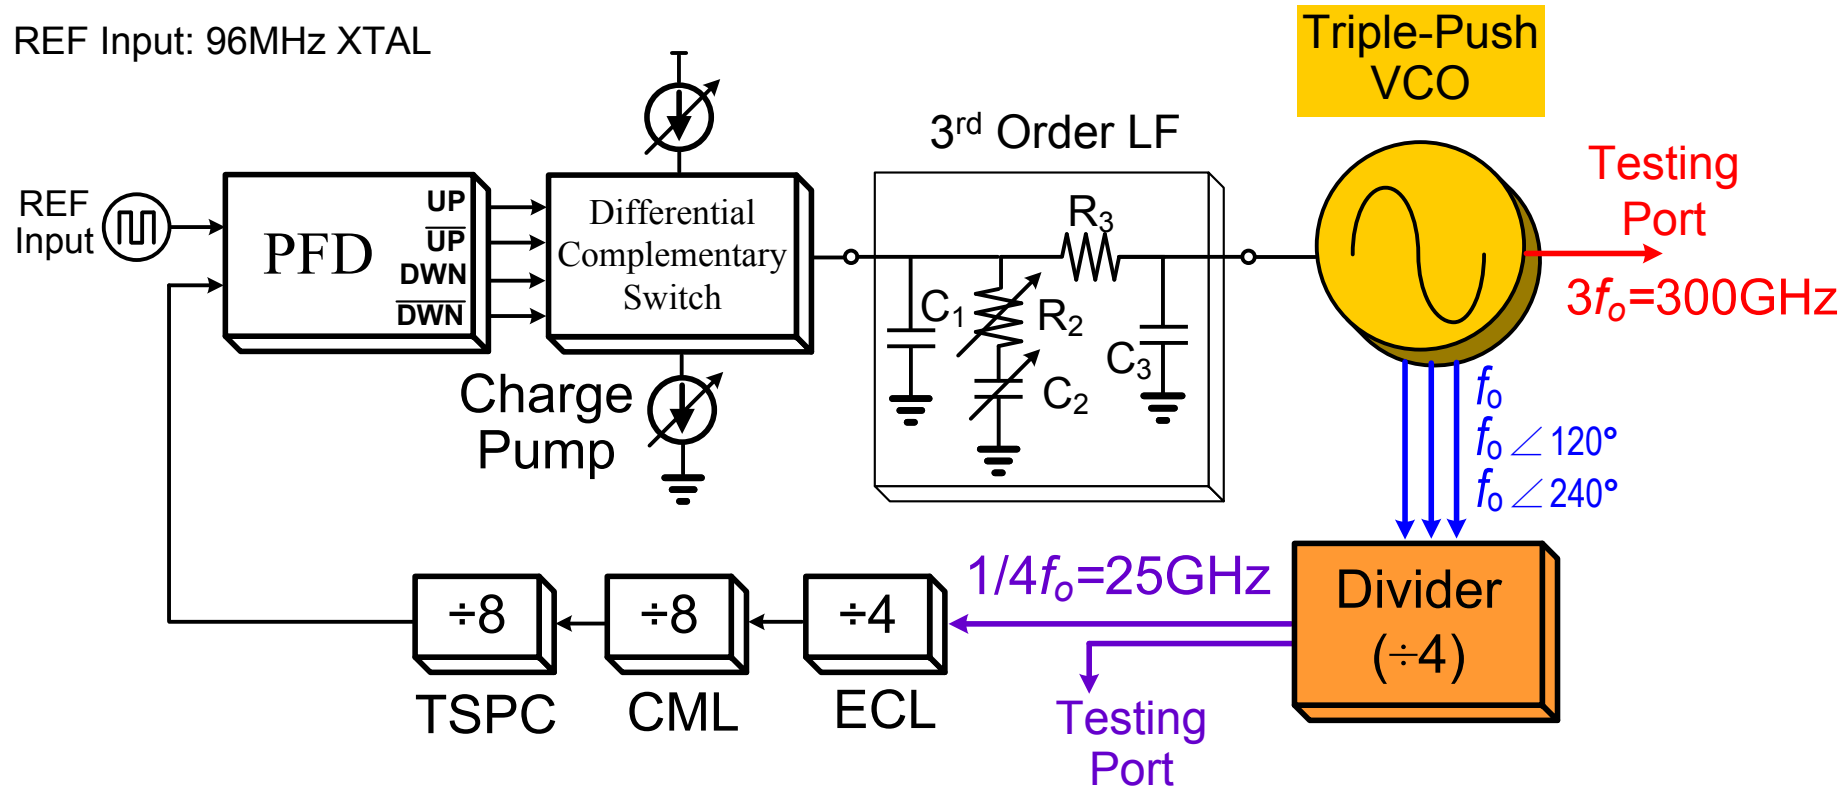 REF Input: 96MHz XTAL
Triple-Push
VCO
3rd Order LF
Testing
Port
3fo=300GHz
REF
Input
PFD
UP
UP
DWN
DWN
Differential
Complementary
Switch
Charge
Pump
C1
R2
C2
R3
C3
fo
fo∠120°
fo∠240°
1/4fo=25GHz
Divider
(÷4)
÷8
÷8
÷4
TSPC
CML
ECL
Testing
Port